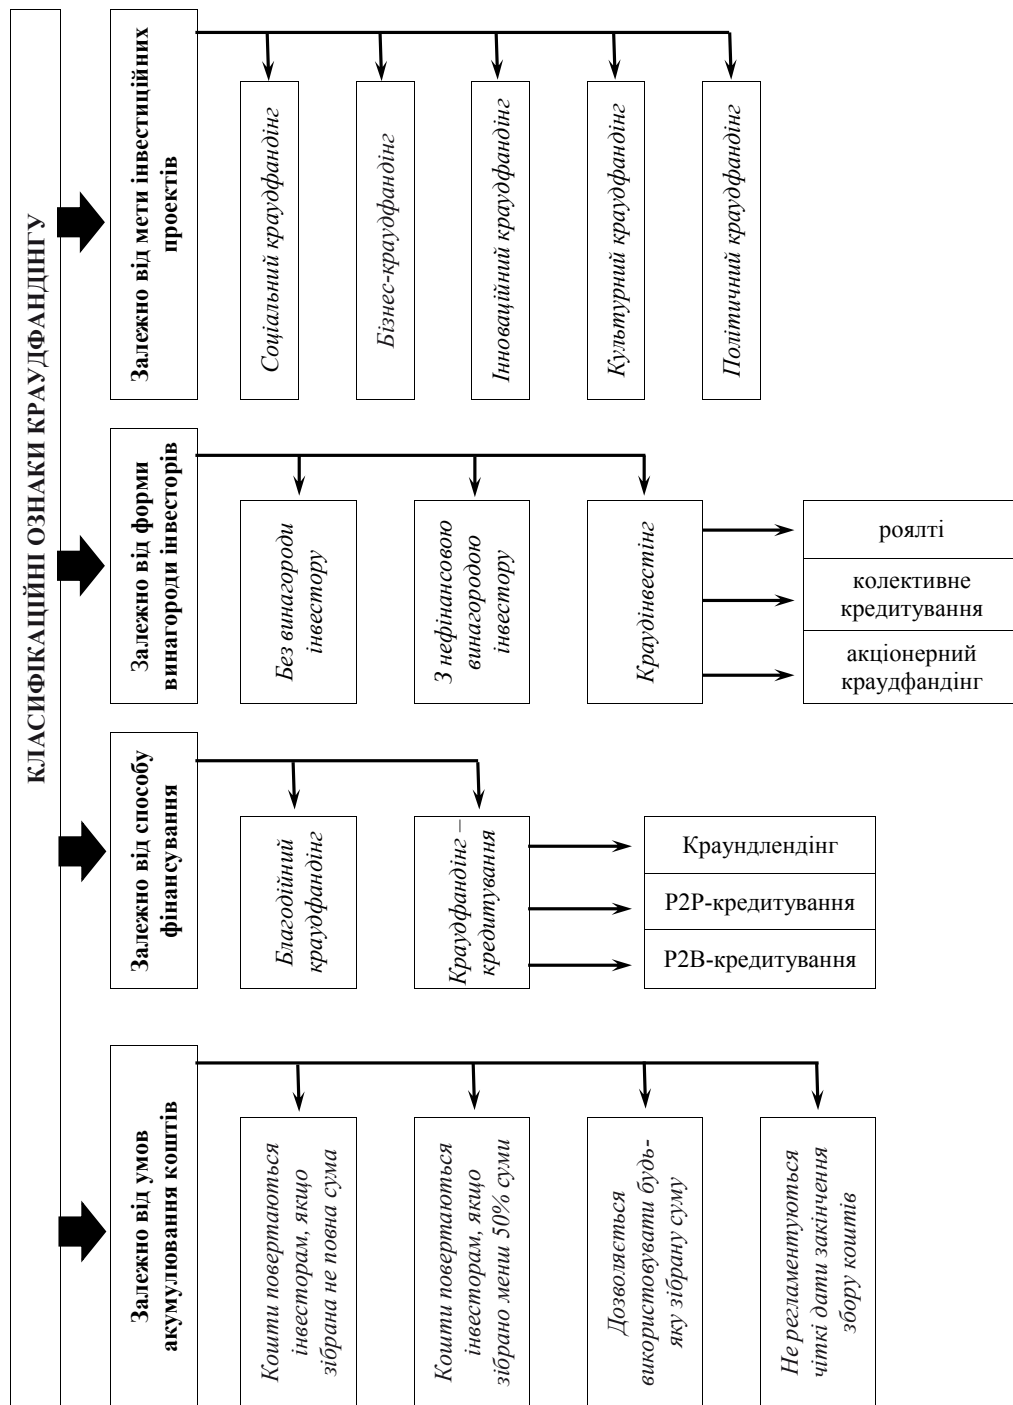 КЛАСИФІКАЦІЙНІ ОЗНАКИ КРАУДФАНДІНГУ
Залежно від умов
акумулювання коштів
Кошти повертаються
інвесторам, якщо
зібрана не повна сума
Кошти повертаються
інвесторам, якщо
зібрано менш 50% суми
Дозволяється
використовувати будь-
яку зібрану суму
Не регламентуються
чіткі дати закінчення
збору коштів
Залежно від способу
фінансування
Благодійний
краудфандінг
Краудфандінг –
кредитування
Краундлендінг
P2P-кредитування
P2B-кредитування
Залежно від форми
винагороди інвесторів
Без винагороди
інвестору
З нефінансовою
винагородою
інвестору
Краудінвестінг
роялті
колективне
кредитування
акціонерний
краудфандінг
Залежно від мети інвестиційних
проектів
Соціальний краудфандінг
Бізнес-краудфандінг
Інноваційний краудфандінг
Культурний краудфандінг
Політичний краудфандінг